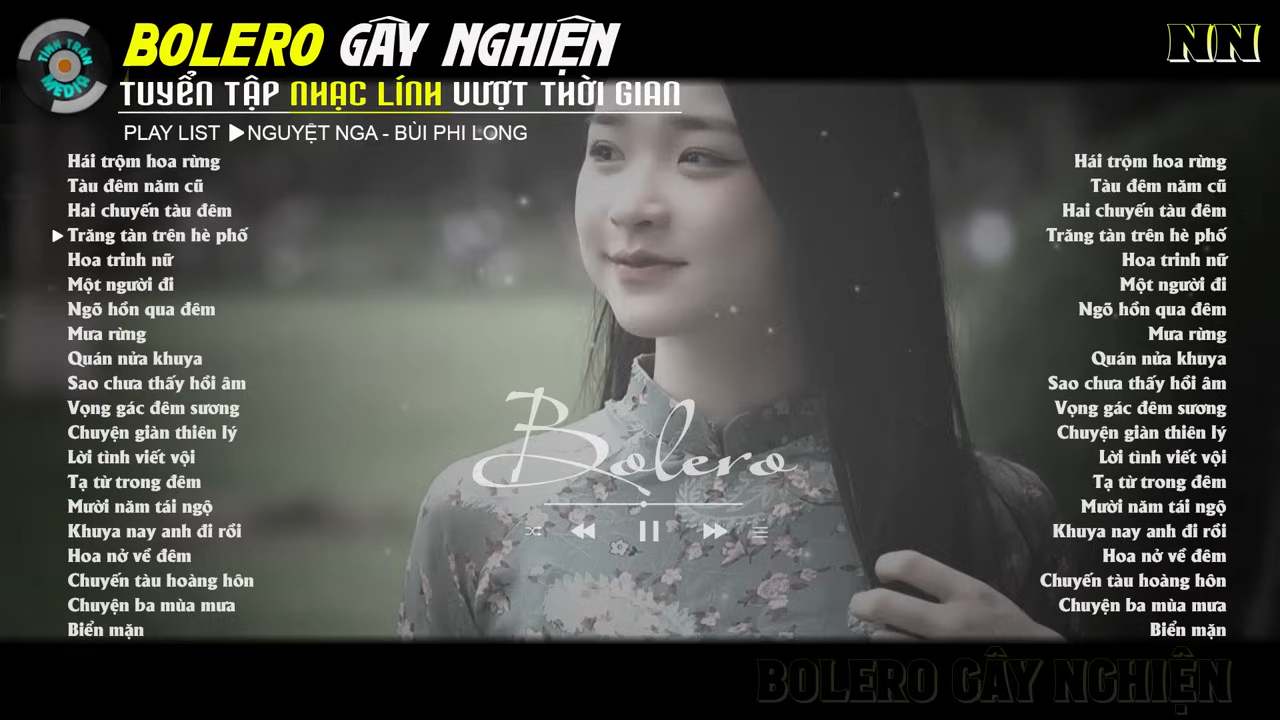 TÌNH TRẦN
MEDIA
BOLERO GÂY NGHIỆN
NN
TUYỂN TẬP NHẠC LÍNH VƯỢT THỜI GIAN
PLAY LIST ▶NGUYỆT NGA - BÙI PHI LONG
Hái trộm hoa rừng
Tàu đêm năm cũ
Hai chuyến tàu đêm
Trăng tàn trên hè phố
Hoa trinh nữ
Một người đi
Ngõ hồn qua đêm
Mưa rừng
Quán nửa khuya
Sao chưa thấy hồi âm
Vọng gác đêm sương
Chuyện giàn thiên lý
Lời tình viết vội
Tạ từ trong đêm
Mười năm tái ngộ
Khuya nay anh đi rồi
Hoa nở về đêm
Chuyến tàu hoàng hôn
Chuyện ba mùa mưa
Biển mặn
Bolero
Hái trộm hoa rừng
Tàu đêm năm cũ
Hai chuyến tàu đêm
Trăng tàn trên hè phố
Hoa trinh nữ
Một người đi
Ngõ hồn qua đêm
Mưa rừng
Quán nửa khuya
Sao chưa thấy hồi âm
Vọng gác đêm sương
Chuyện giàn thiên lý
Lời tình viết vội
Tạ từ trong đêm
Mười năm tái ngộ
Khuya nay anh đi rồi
Hoa nở về đêm
Chuyến tàu hoàng hôn
Chuyện ba mùa mưa
Biển mặn
BOLERO GÂY NGHIỆN